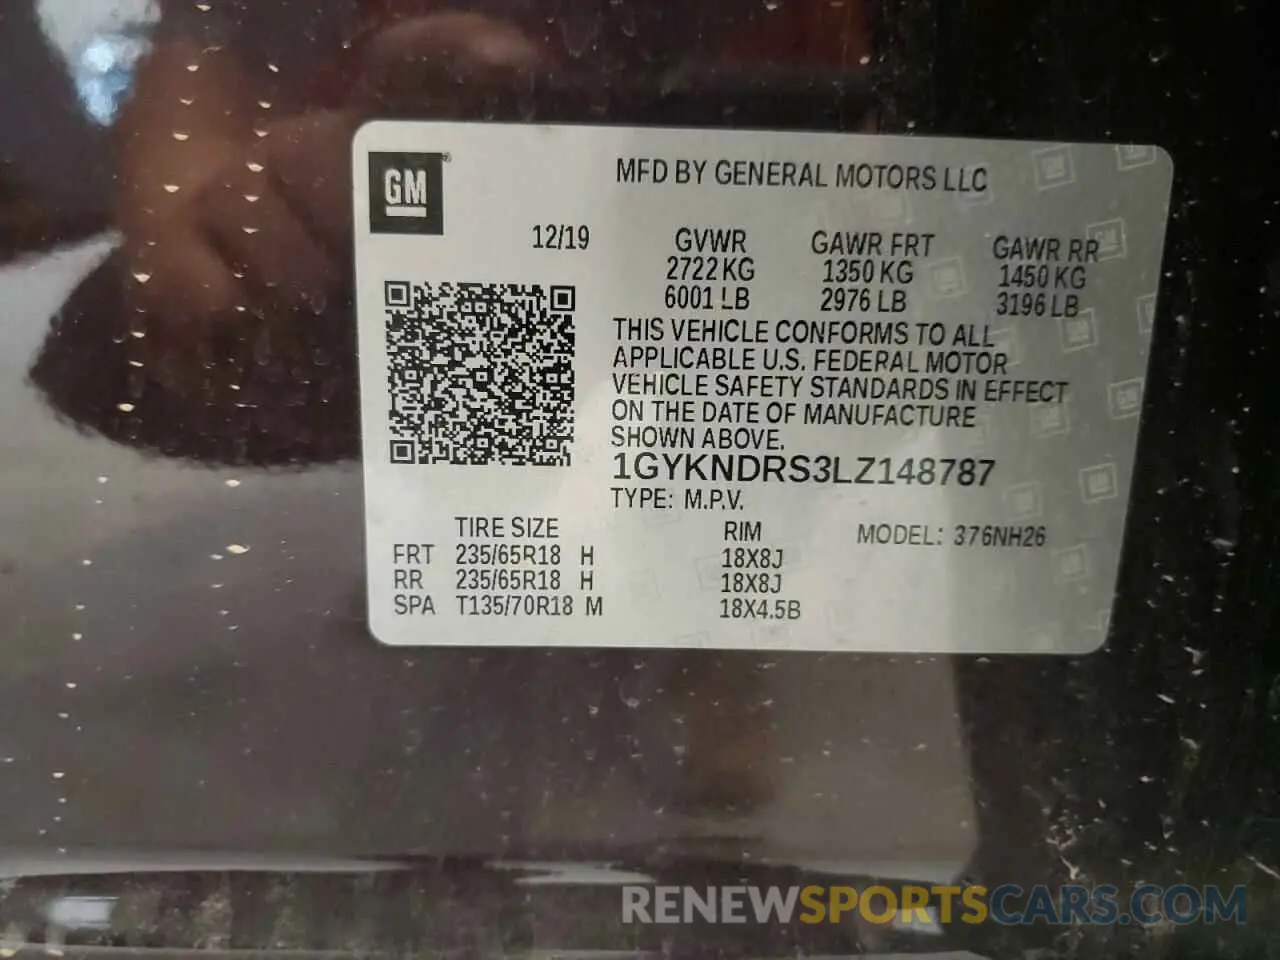 GM
MFD BY GENERAL MOTORS LLC
12/19 GVWR GAWR FRT GAWR RR
2722 KG 1350 KG 1450 KG
6001 LB 2976 LB 3196 LB
THIS VEHICLE CONFORMS TO ALL
APPLICABLE U.S. FEDERAL MOTOR
VEHICLE SAFETY STANDARDS IN EFFECT
ON THE DATE OF MANUFACTURE
SHOWN ABOVE.
1GYKNDRS3LZ148787
TYPE: M.P.V.
TIRE SIZE RIM MODEL: 376NH26
FRT 235/65R18 H 18X8J
RR 235/65R18 H 18X8J
SPA T135/70R18 M 18X4.5B
RENEWSPORTSCARS.COM